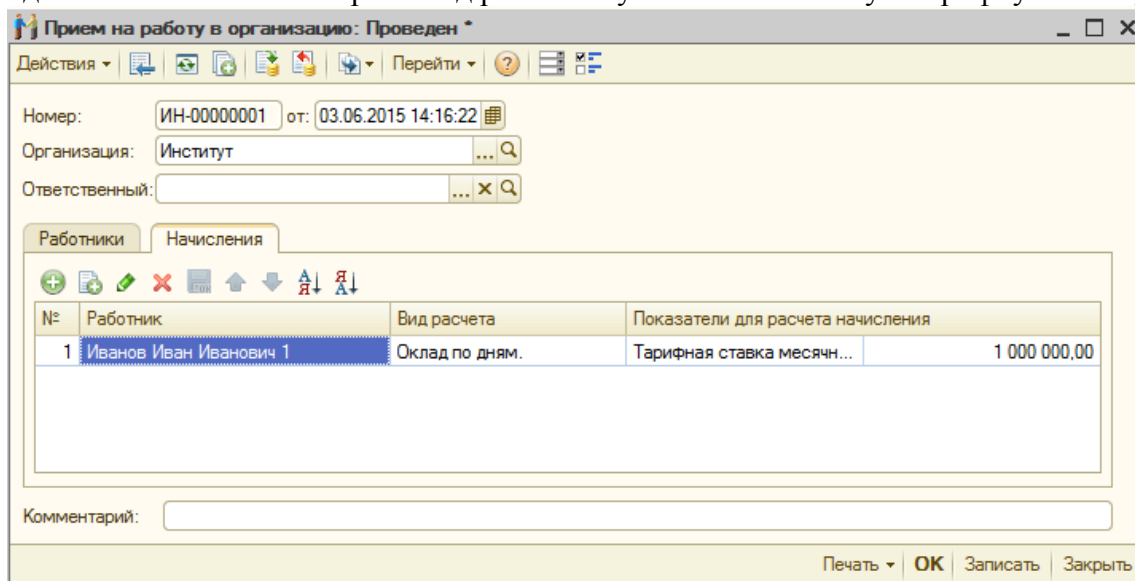 Прием на работу в организацию: Проведен *
Действия Перейти
Номер: ИН-00000001 от: 03.06.2015 14:16:22
Организация: Институт ...
Ответственный: ...
Работники Начисления
№ Работник Вид расчета Показатели для расчета начисления
1 Иванов Иван Иванович 1 Оклад по дням. Тарифная ставка месячн... 1 000 000,00
Комментарий:
Печать OK Записать Закрыть